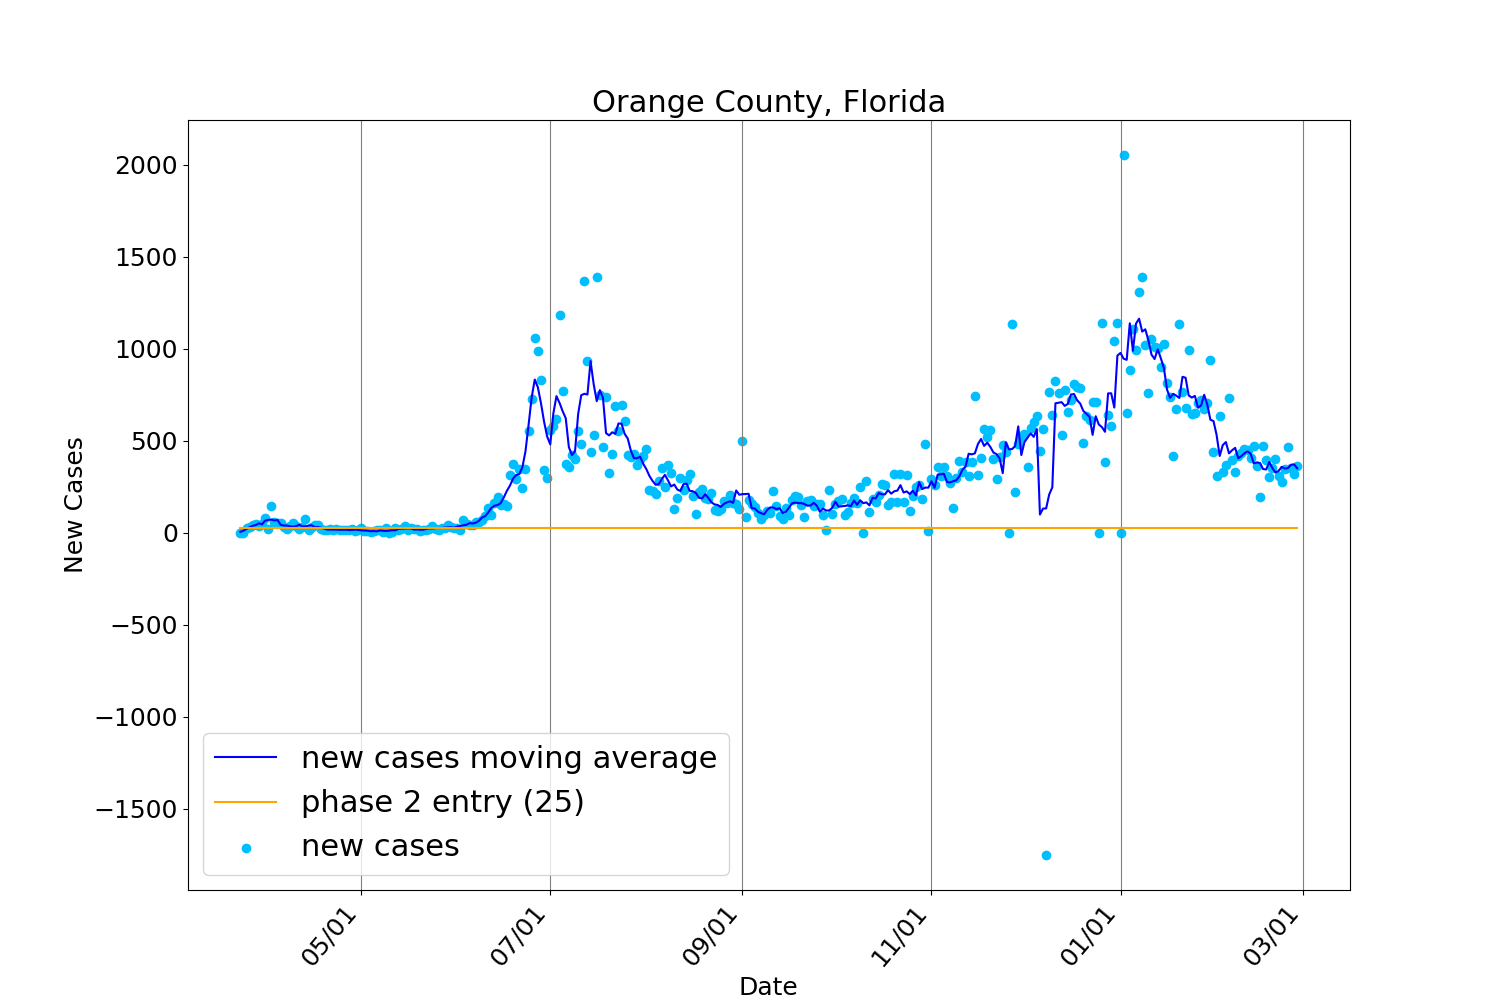 Orange County, Florida
2000
1500
1000
500
0
−500
−1000
−1500
New Cases
new cases moving average
phase 2 entry (25)
new cases
05/01
07/01
09/01
11/01
01/01
03/01
Date